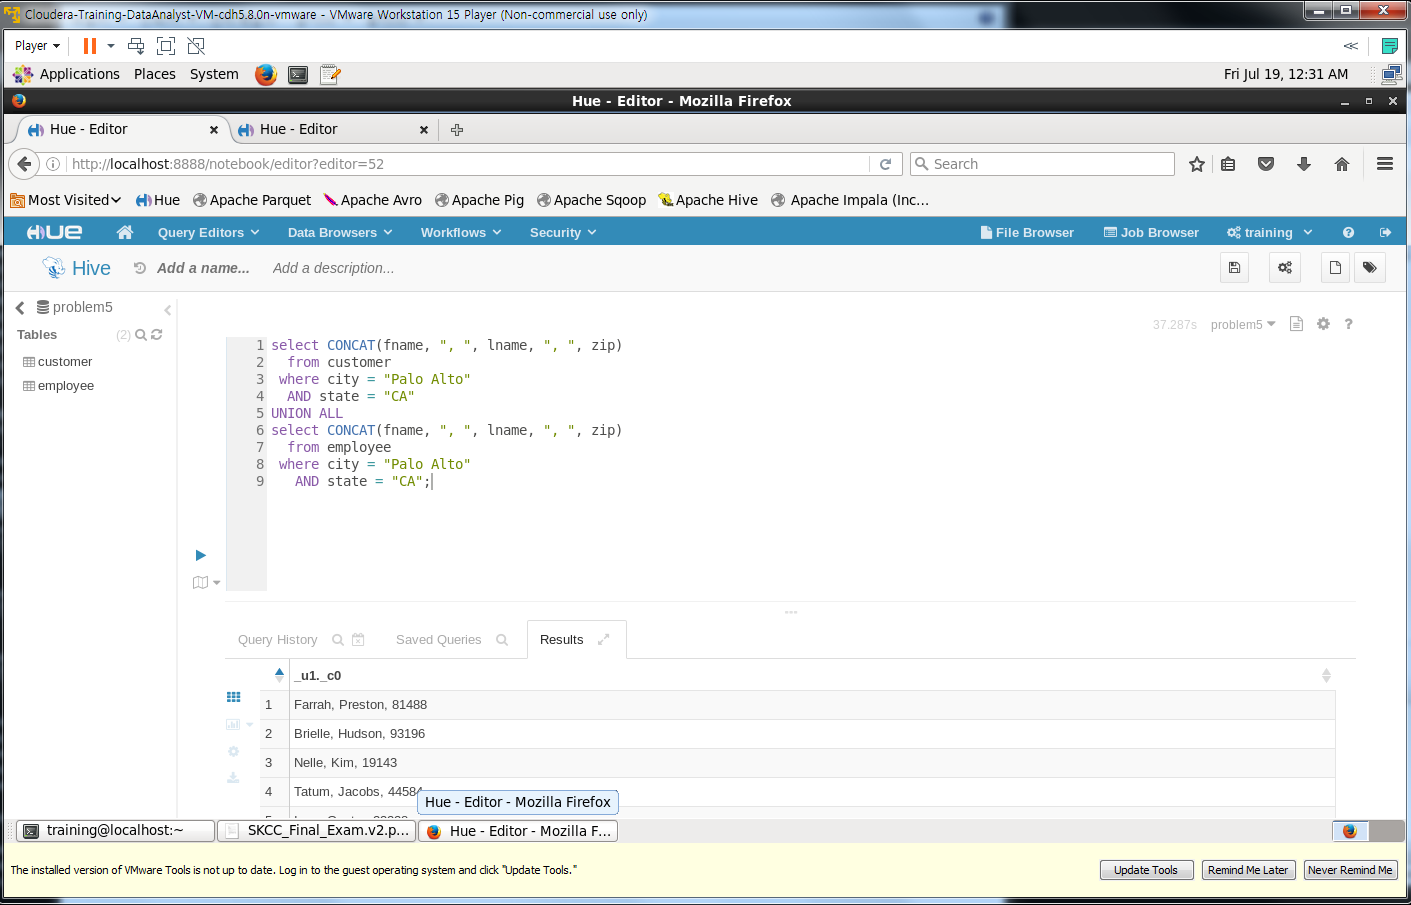 Cloudera-Training-DataAnalyst-VM-cdh5.8.0n-vmware - VMware Workstation 15 Player (Non-commercial use only)
Player
<<
Applications Places System Fri Jul 19, 12:31 AM
Hue - Editor - Mozilla Firefox
Hue - Editor Hue - Editor
http://localhost:8888/notebook/editor?editor=52 Search
Most Visited Hue Apache Parquet Apache Avro Apache Pig Apache Sqoop Apache Hive Apache Impala (Inc...
HUE Query Editors Data Browsers Workflows Security File Browser Job Browser training
Hive Add a name... Add a description...
problem5
37.287s problem5 ?
Tables (2)
customer
employee
1 select CONCAT(fname, ", ", lname, ", ", zip)
2 from customer
3 where city = "Palo Alto"
4 AND state = "CA"
5 UNION ALL
6 select CONCAT(fname, ", ", lname, ", ", zip)
7 from employee
8 where city = "Palo Alto"
9 AND state = "CA";
Query History Saved Queries Results
_u1._c0
1 Farrah, Preston, 81488
2 Brielle, Hudson, 93196
3 Nelle, Kim, 19143
4 Tatum, Jacobs, 44584
Hue - Editor - Mozilla Firefox
training@localhost:~ SKCC_Final_Exam.v2.p... Hue - Editor - Mozilla F...
The installed version of VMware Tools is not up to date. Log in to the guest operating system and click "Update Tools."
Update Tools Remind Me Later Never Remind Me